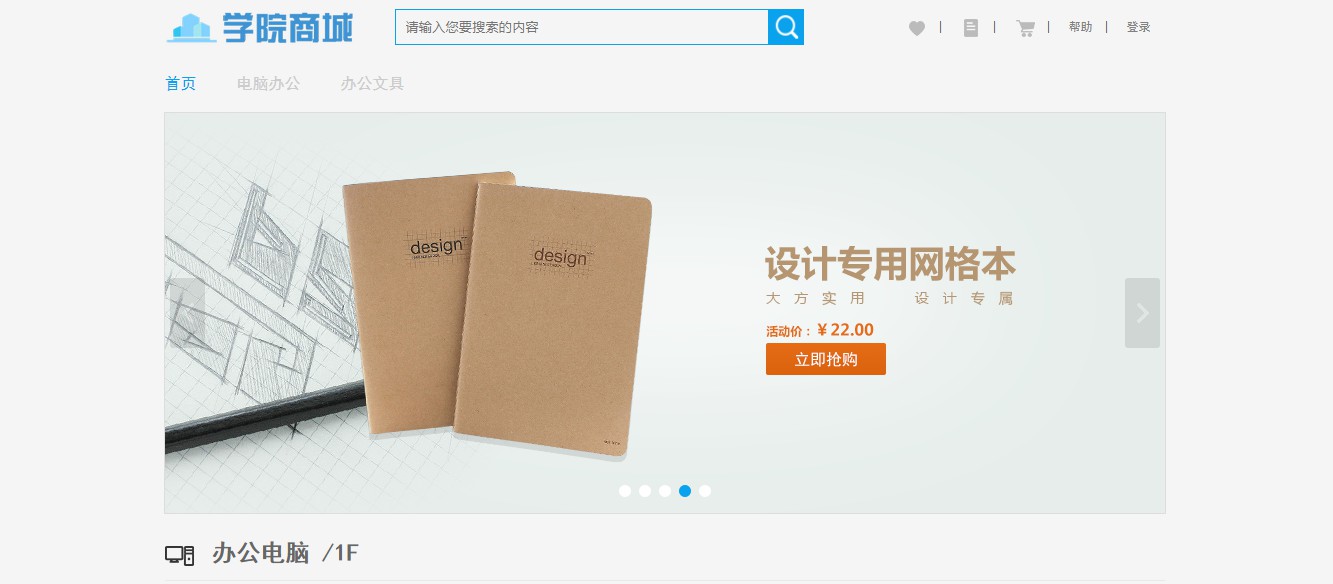 学院商城
请输入您要搜索的内容
帮助
登录
首页 电脑办公 办公文具
design
design
设计专用网格本
大方实用 设计专属
活动价：￥22.00
立即抢购
办公电脑 /1F